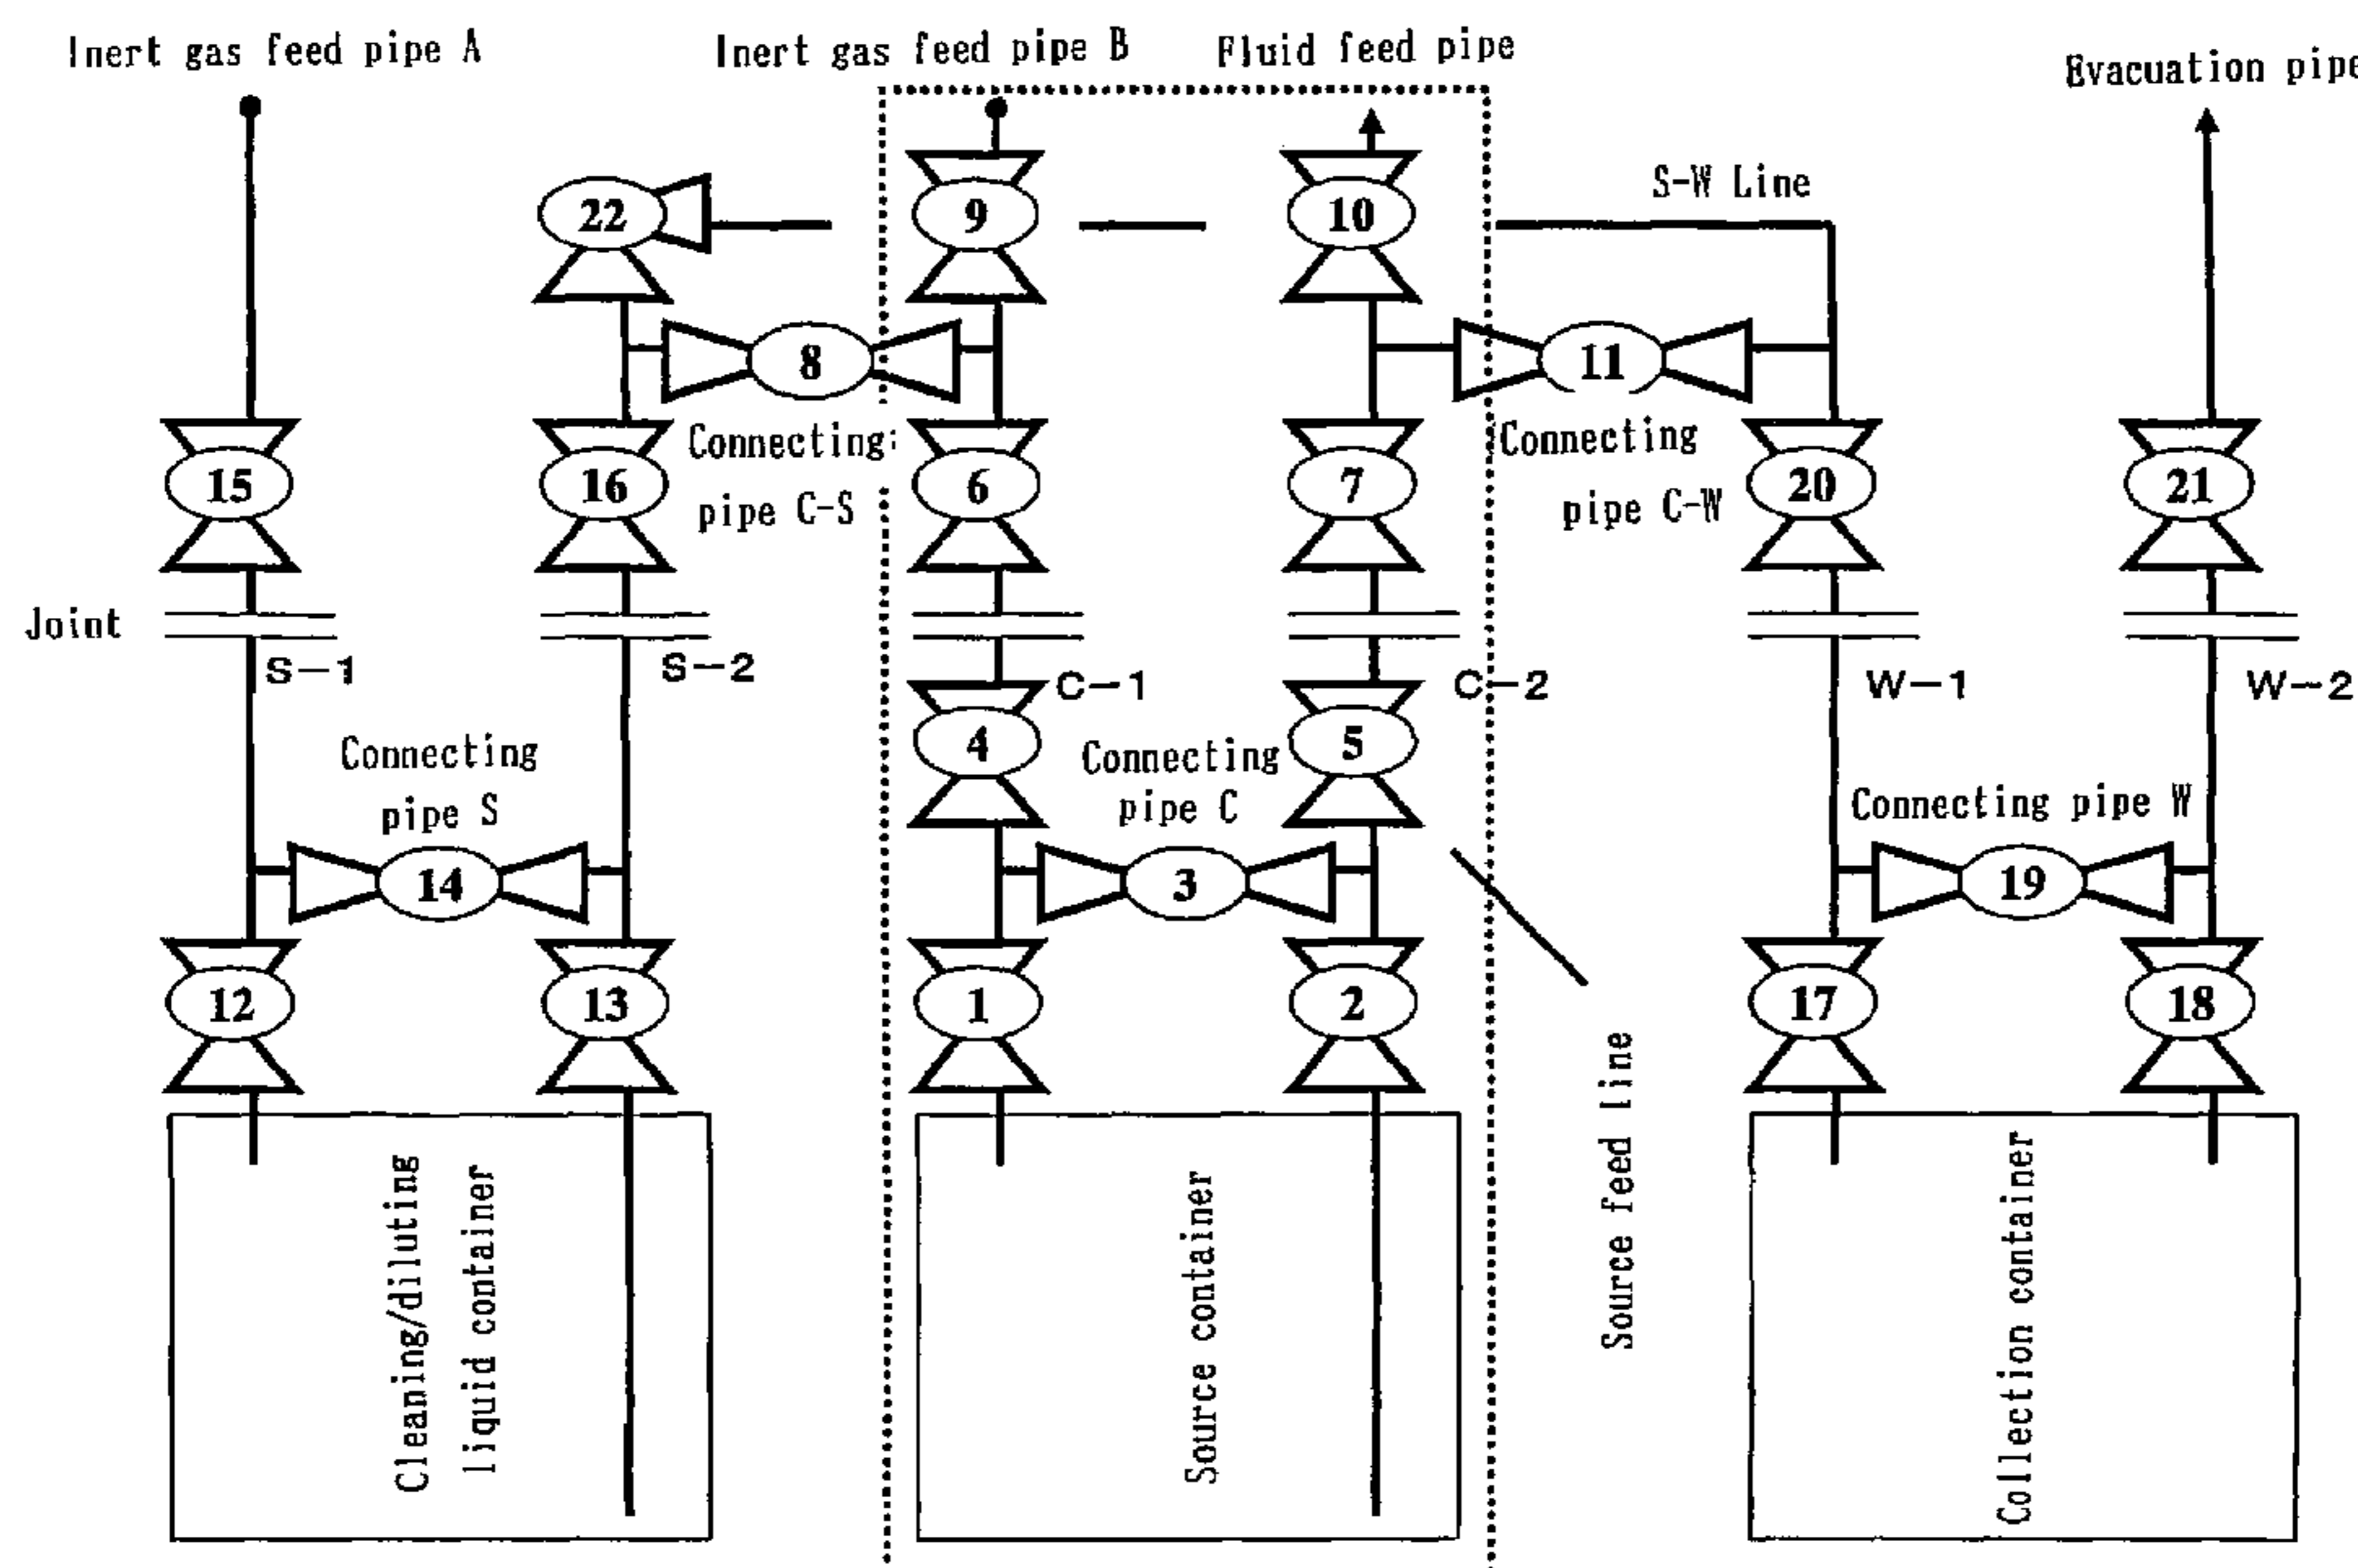 Inert gas feed pipe A
Inert gas feed pipe B
Fluid feed pipe
Evacuation pipe
S-W Line
22
9
10
8
11
Connecting
pipe C-S
Connecting
pipe C-W
15
16
6
7
20
21
Joint
S-1
S-2
C-1
C-2
W-1
W-2
4
5
Connecting
pipe S
Connecting
pipe C
Connecting pipe W
14
3
19
12
13
1
2
17
18
Cleaning/diluting
liquid container
Source container
Source feed line
Collection container